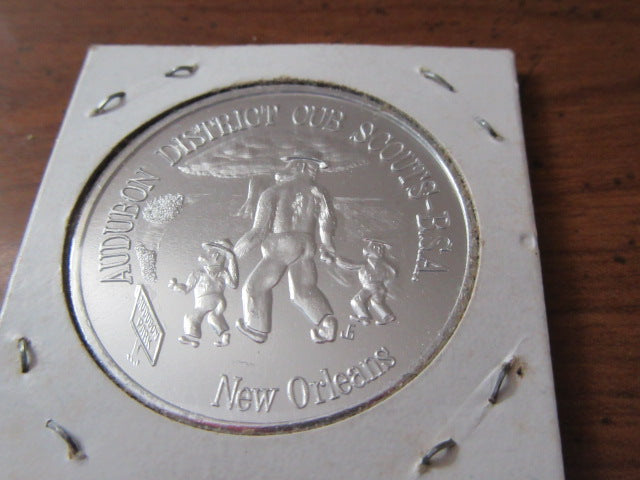 AUDUBON DISTRICT CUB SCOUTS-B.S.A.
New Orleans